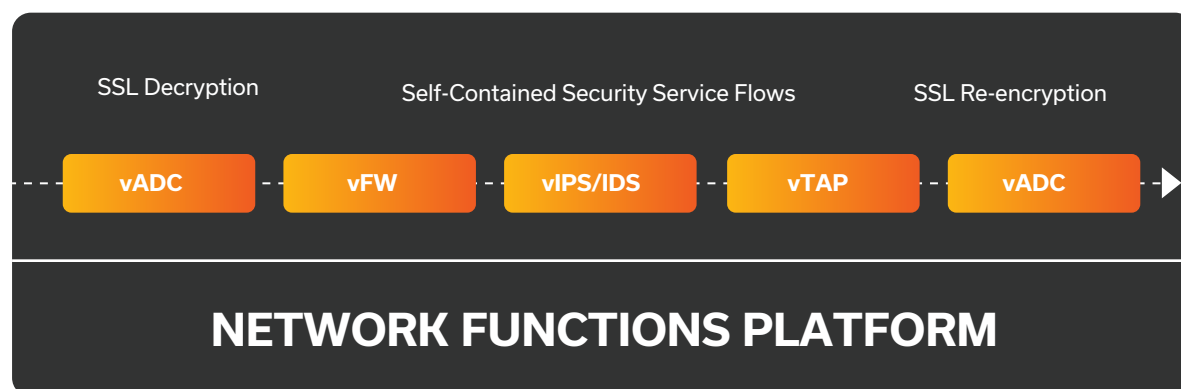 SSL Decryption
Self-Contained Security Service Flows
SSL Re-encryption
vADC
vFW
vIPS/IDS
vTAP
vADC
NETWORK FUNCTIONS PLATFORM